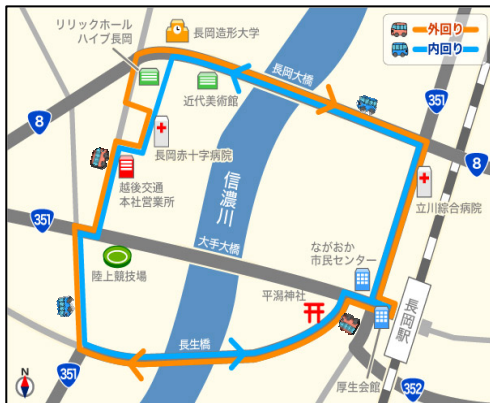 リリックホール
ハイブ長岡
長岡造形大学
外回り
内回り
近代美術館
長岡大橋
351
8
8
長岡赤十字病院
越後交通
本社営業所
信濃川
立川綜合病院
351
大手大橋
ながおか
市民センター
陸上競技場
平潟神社
長岡駅
長生橋
厚生会館
N
351
352